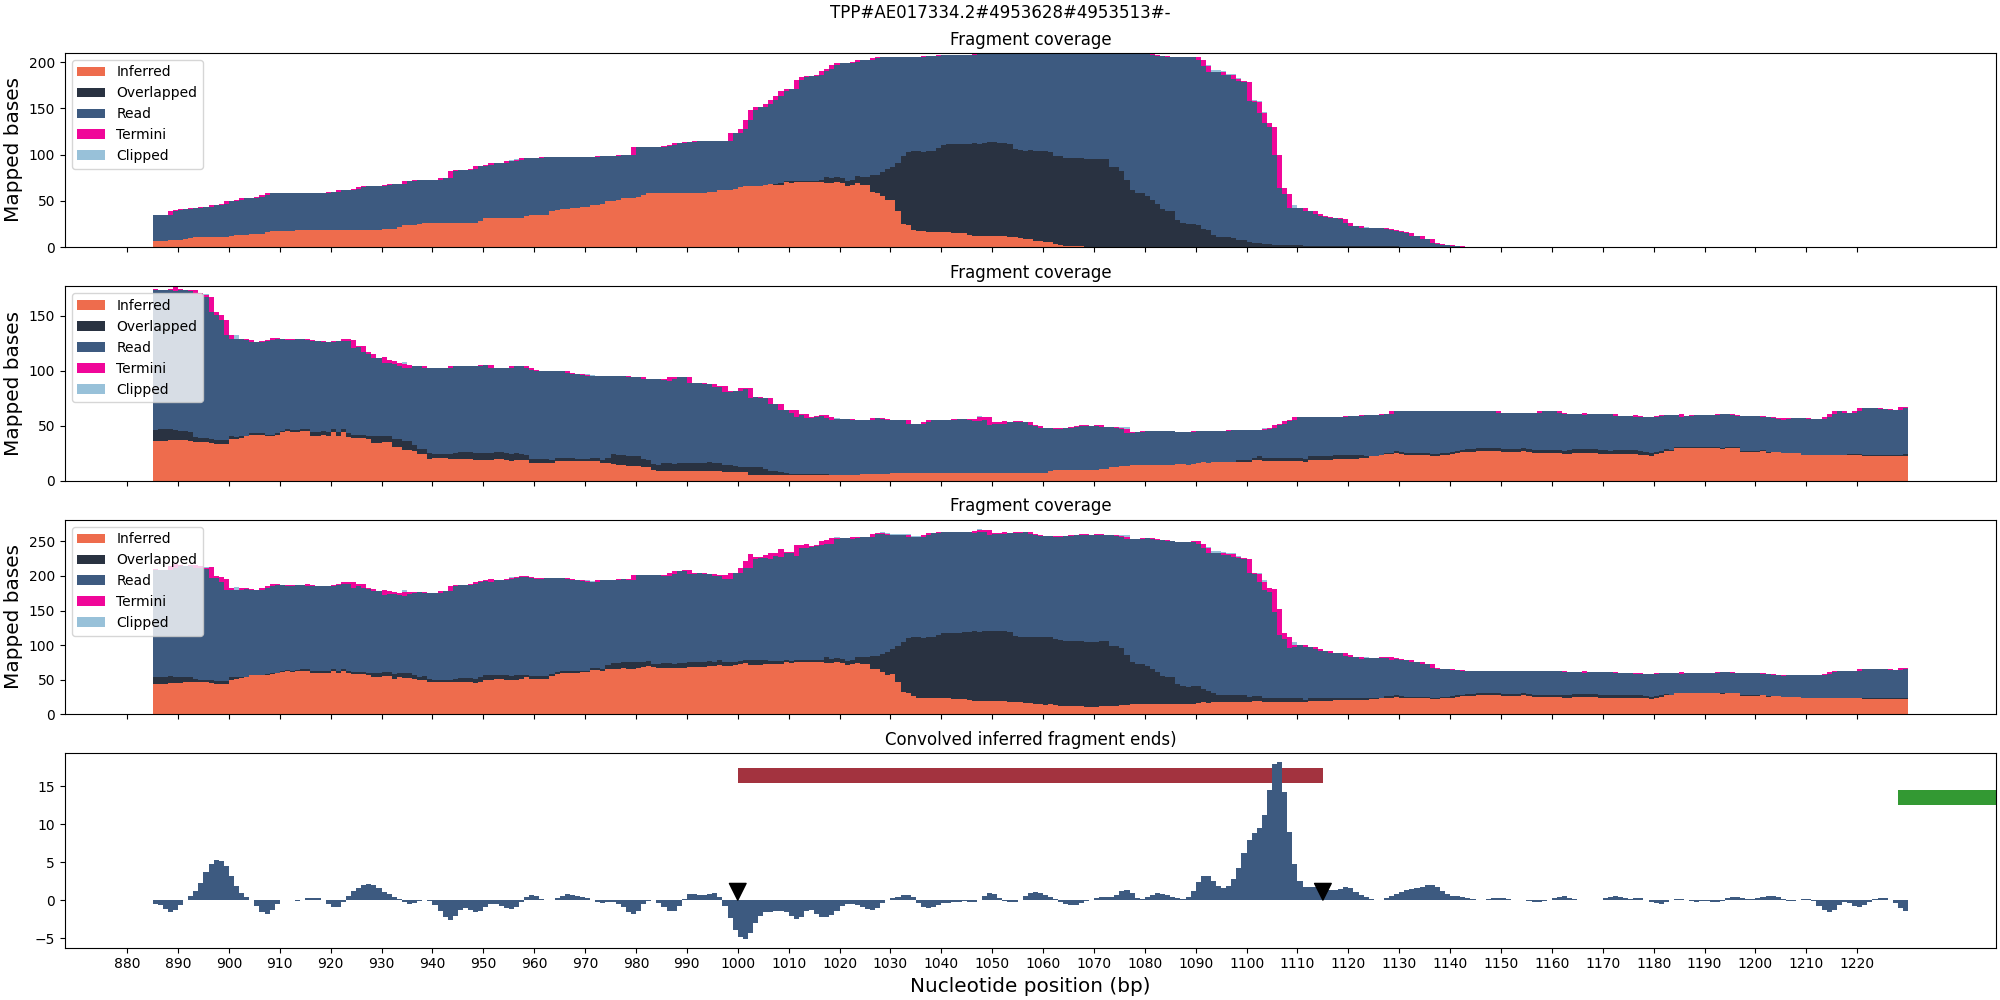 TPP#AE017334.2#4953628#4953513#-
Fragment coverage
Mapped bases
200
150
100
50
0
Inferred
Overlapped
Read
Termini
Clipped
Fragment coverage
Mapped bases
150
100
50
0
Inferred
Overlapped
Read
Termini
Clipped
Fragment coverage
Mapped bases
250
200
150
100
50
0
Inferred
Overlapped
Read
Termini
Clipped
Convolved inferred fragment ends)
15
10
5
0
−5
880 890 900 910 920 930 940 950 960 970 980 990 1000 1010 1020 1030 1040 1050 1060 1070 1080 1090 1100 1110 1120 1130 1140 1150 1160 1170 1180 1190 1200 1210 1220
Nucleotide position (bp)